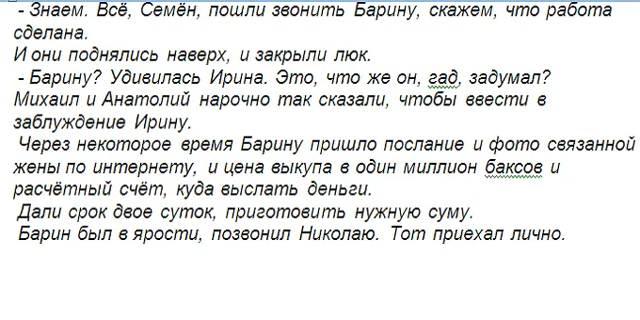 - Знаем. Всё, Семён, пошли звонить Барину, скажем, что работа
сделана.
И они поднялись наверх, и закрыли люк.
- Барину? Удивилась Ирина. Это, что же он, гад, задумал?
Михаил и Анатолий нарочно так сказали, чтобы ввести в
заблуждение Ирину.
Через некоторое время Барину пришло послание и фото связанной
жены по интернету, и цена выкупа в один миллион баксов и
расчётный счёт, куда выслать деньги.
Дали срок двое суток, приготовить нужную суму.
Барин был в ярости, позвонил Николаю. Тот приехал лично.